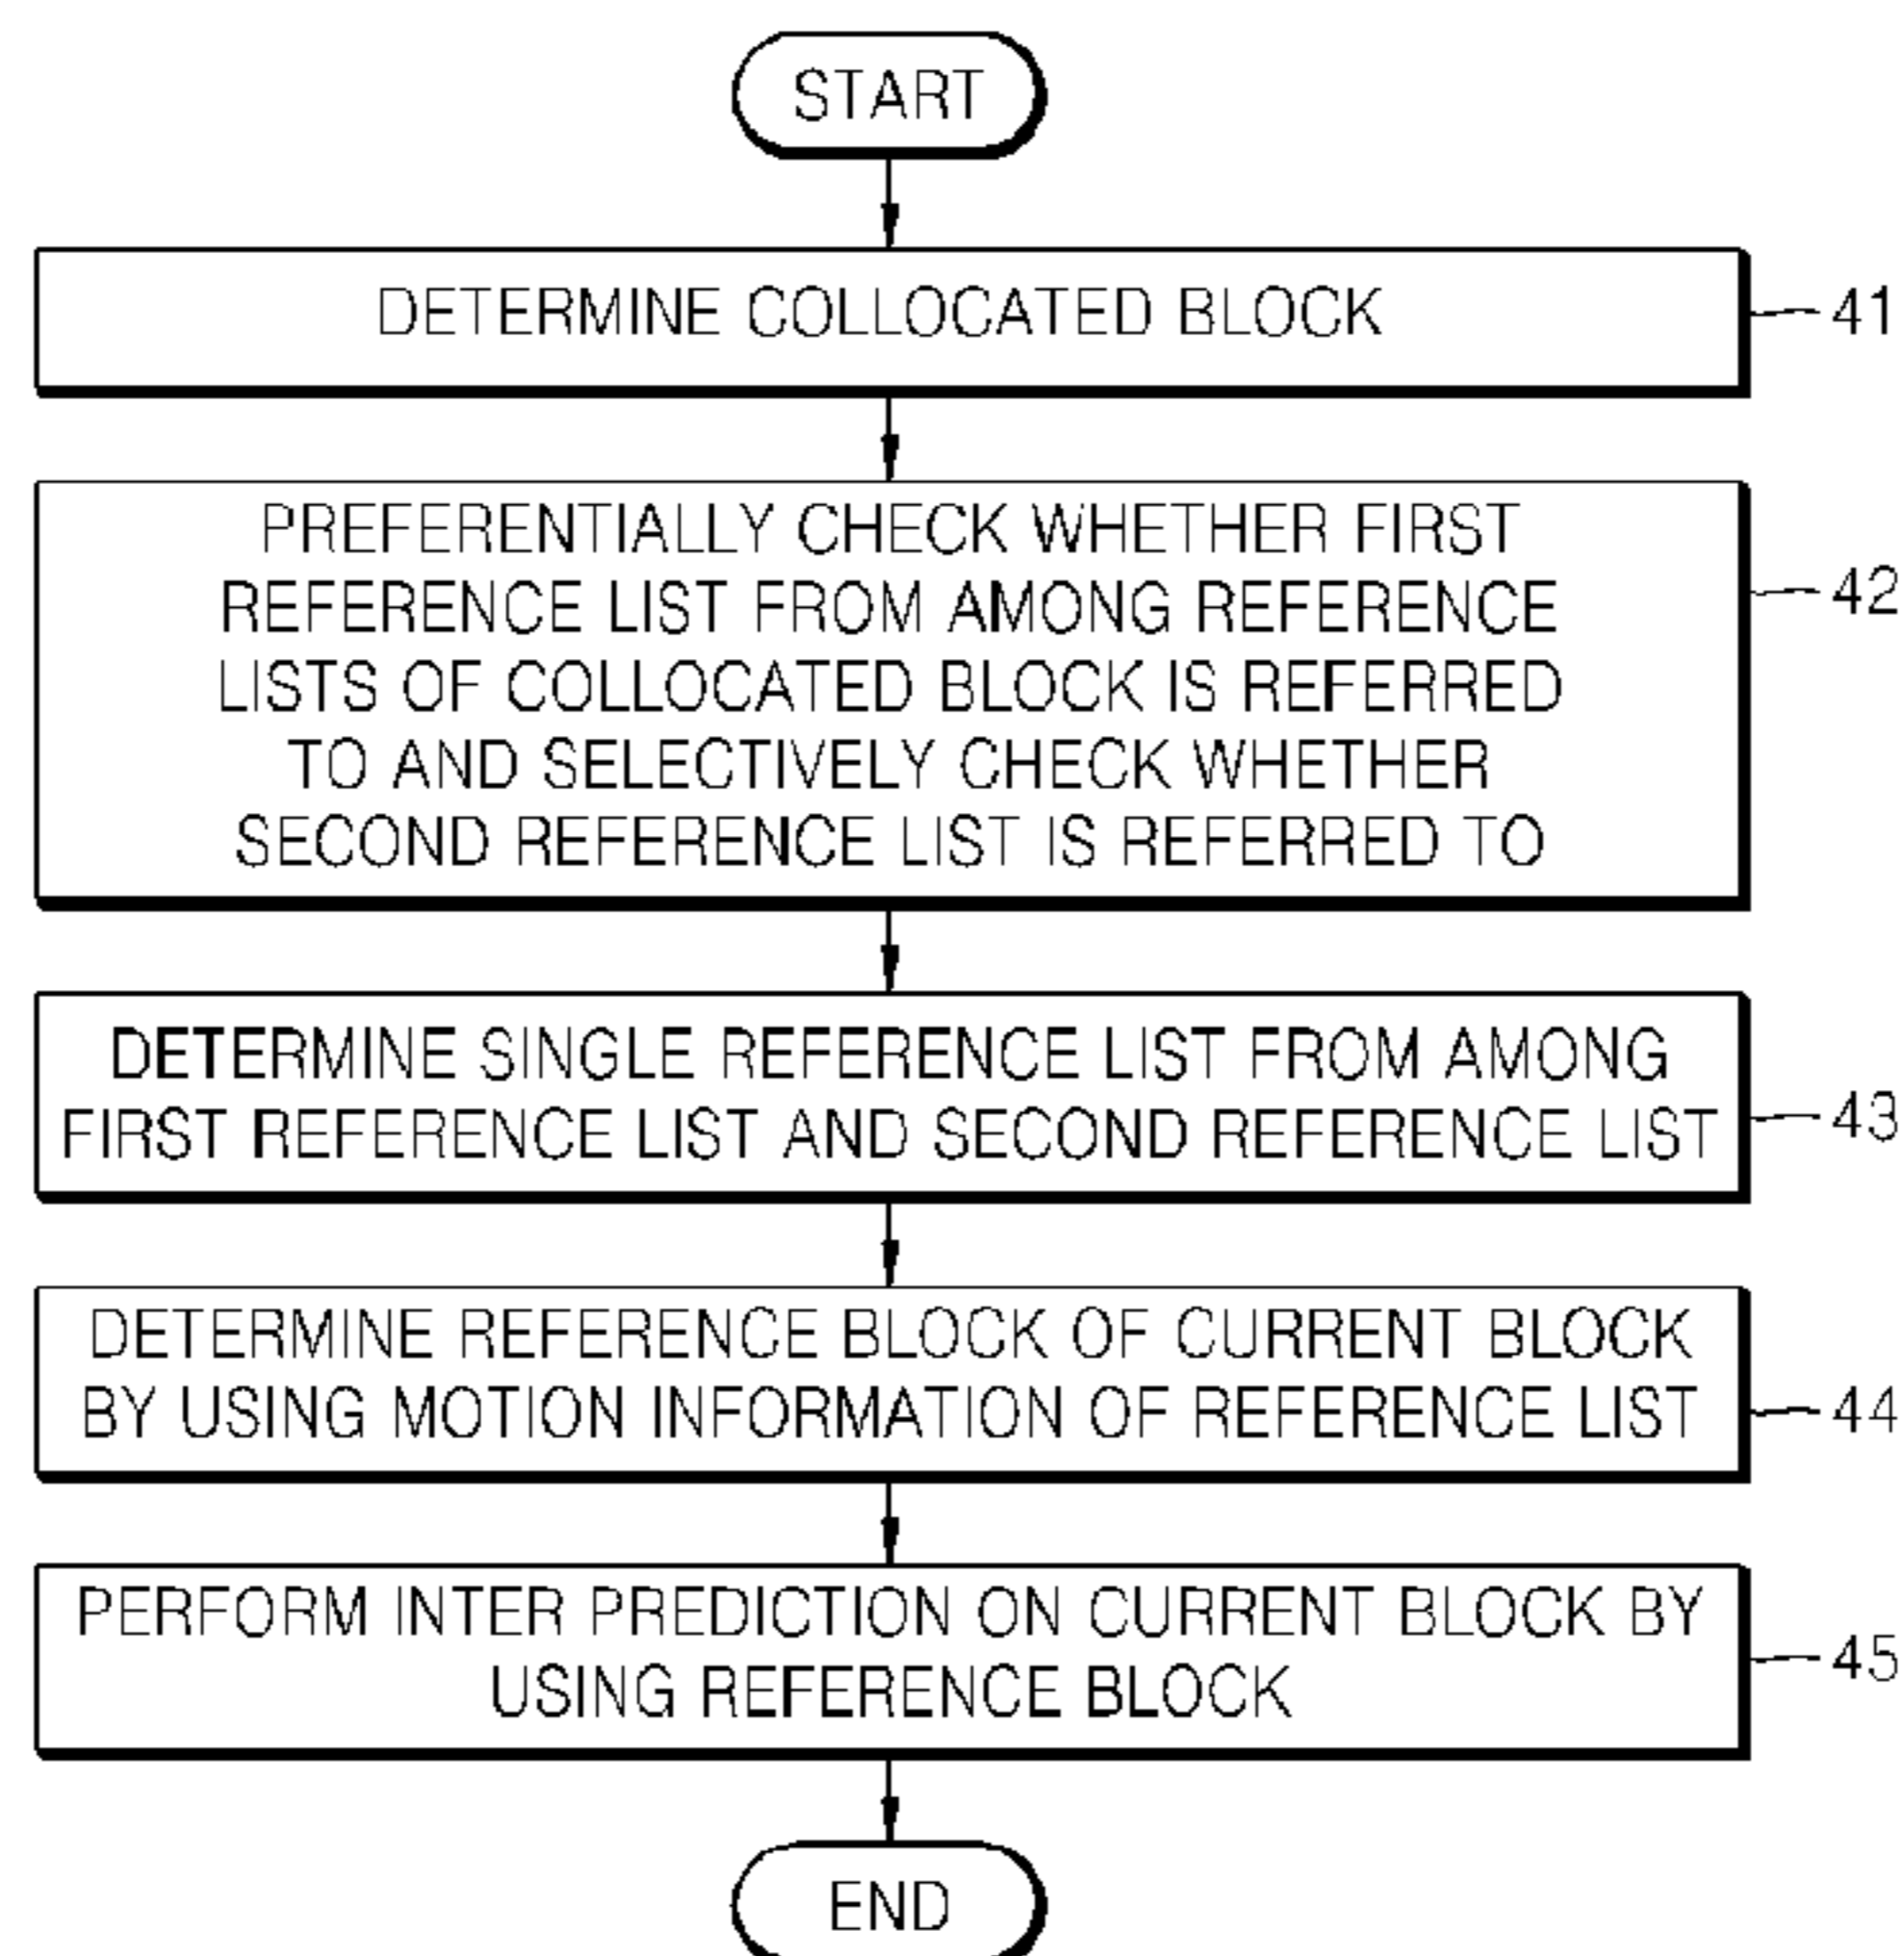 START
DETERMINE COLLOCATED BLOCK
41
PREFERENTIALLY CHECK WHETHER FIRST
REFERENCE LIST FROM AMONG REFERENCE
LISTS OF COLLOCATED BLOCK IS REFERRED
TO AND SELECTIVELY CHECK WHETHER
SECOND REFERENCE LIST IS REFERRED TO
42
DETERMINE SINGLE REFERENCE LIST FROM AMONG
FIRST REFERENCE LIST AND SECOND REFERENCE LIST
43
DETERMINE REFERENCE BLOCK OF CURRENT BLOCK
BY USING MOTION INFORMATION OF REFERENCE LIST
44
PERFORM INTER PREDICTION ON CURRENT BLOCK BY
USING REFERENCE BLOCK
45
END